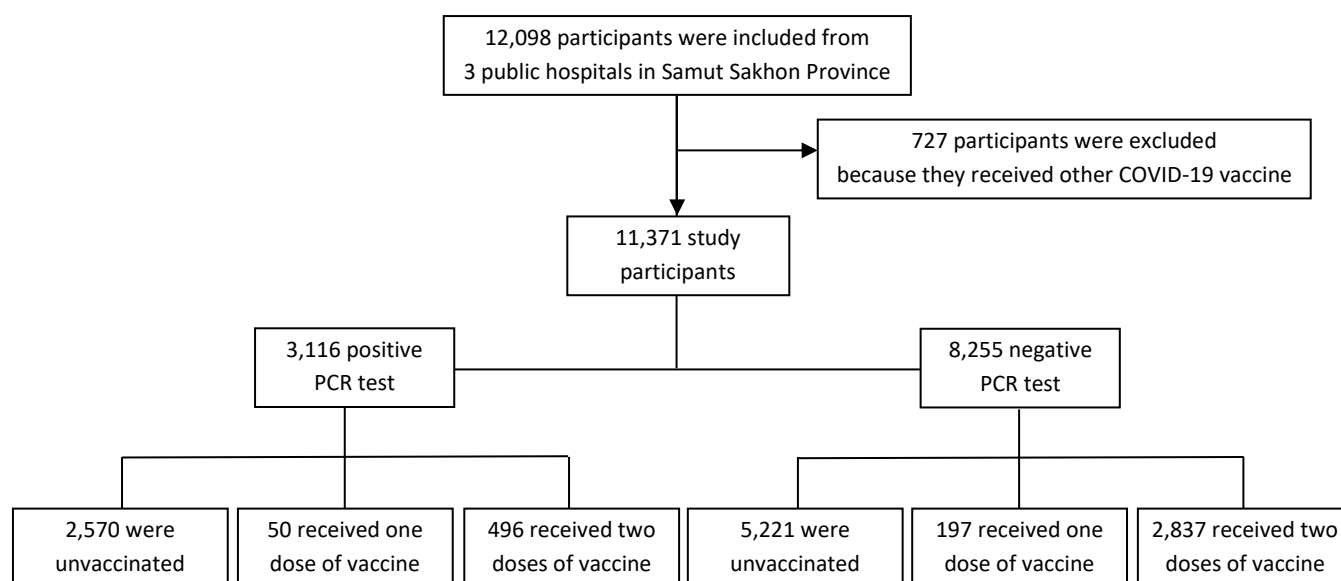 12,098 participants were included from
3 public hospitals in Samut Sakhon Province
727 participants were excluded
because they received other COVID-19 vaccine
11,371 study
participants
3,116 positive
PCR test
8,255 negative
PCR test
2,570 were
unvaccinated
50 received one
dose of vaccine
496 received two
doses of vaccine
5,221 were
unvaccinated
197 received one
dose of vaccine
2,837 received two
doses of vaccine